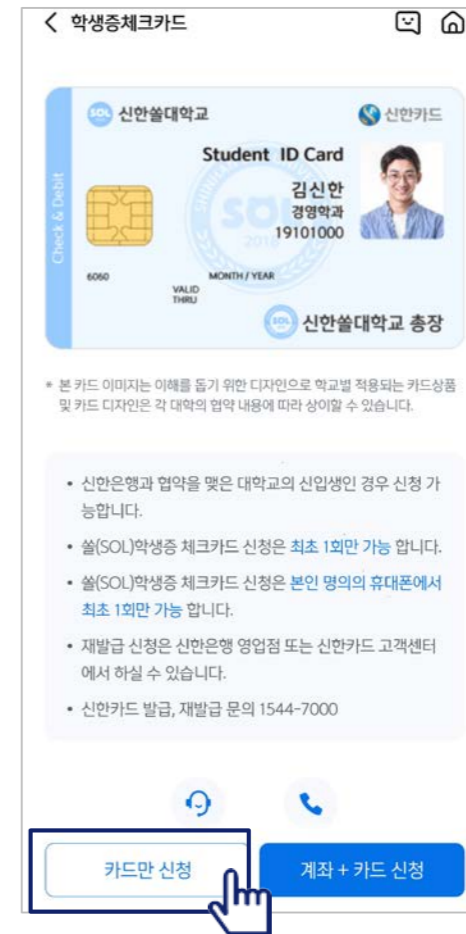 학생증체크카드
SOL 신한쏠대학교
신한카드
Student ID Card
김신한
경영학과
19101000
Check & Debit
SOL
2018
6060
MONTH / YEAR
VALID
THRU
SOL 신한쏠대학교 총장
* 본 카드 이미지는 이해를 돕기 위한 디자인으로 학교별 적용되는 카드상품
및 카드 디자인은 각 대학의 협약 내용에 따라 상이할 수 있습니다.
• 신한은행과 협약을 맺은 대학교의 신입생인 경우 신청 가
능합니다.
• 쏠(SOL)학생증 체크카드 신청은 최초 1회만 가능 합니다.
• 쏠(SOL)학생증 체크카드 신청은 본인 명의의 휴대폰에서
최초 1회만 가능 합니다.
• 재발급 신청은 신한은행 영업점 또는 신한카드 고객센터
에서 하실 수 있습니다.
• 신한카드 발급, 재발급 문의 1544-7000
카드만 신청
계좌 + 카드 신청